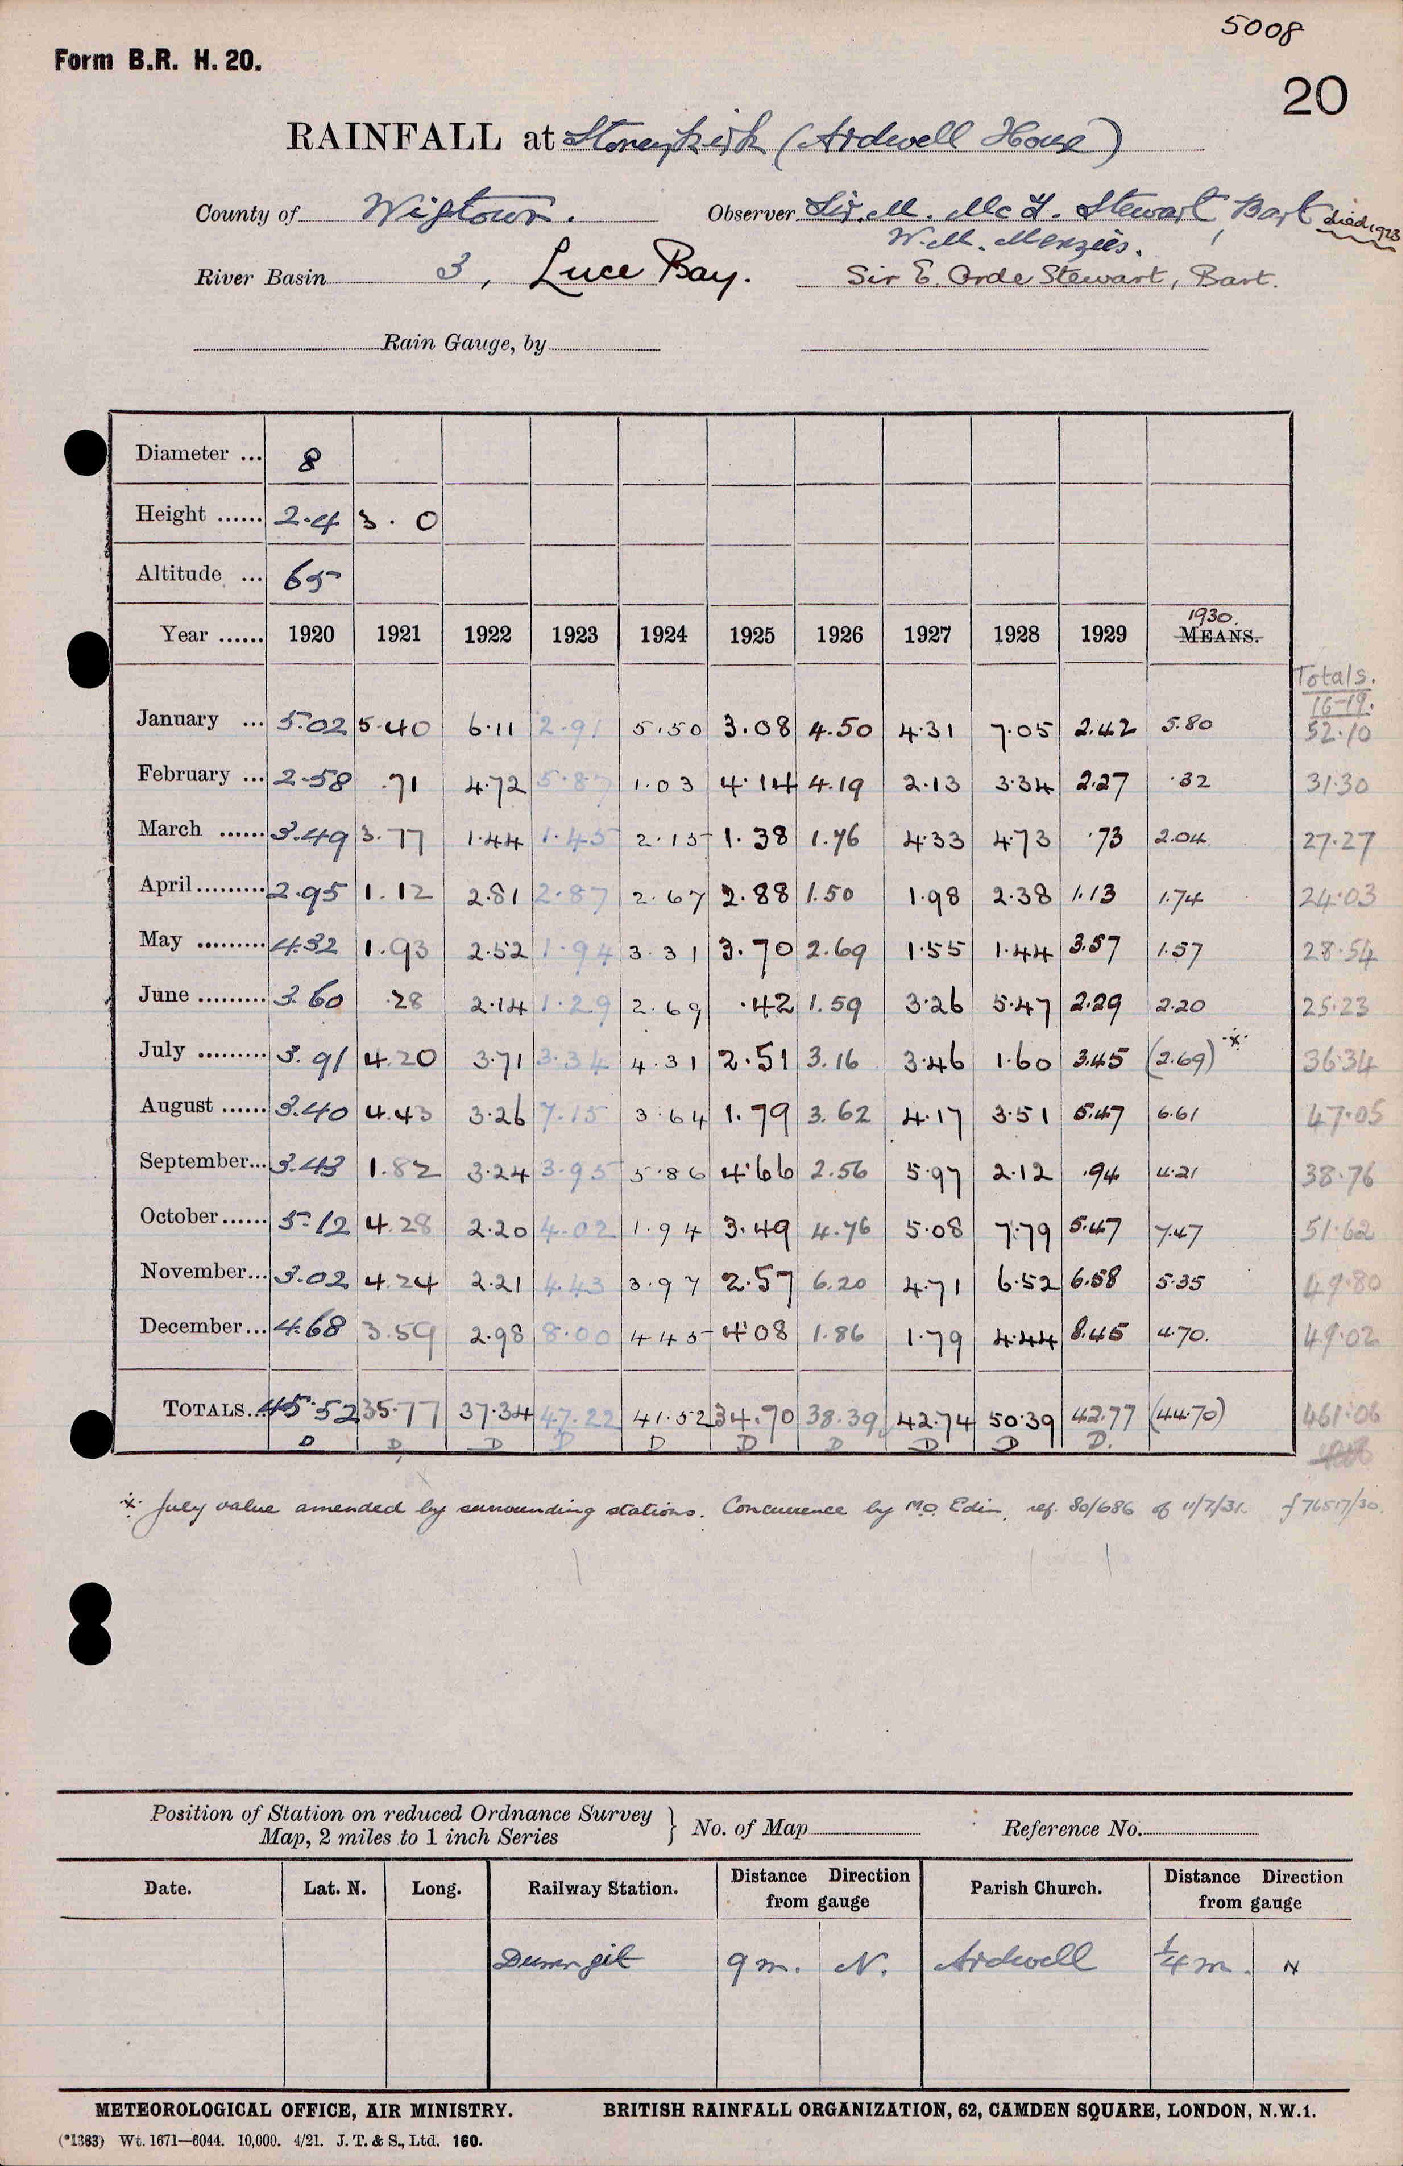 5008
Form B.R. H. 20.
20
RAINFALL at Stoneykirk (Ardwell House)
County of Wigtown. Observer Sir. M. Mc T. Stewart, Bart died 1923
W. M. Menzies.
River Basin 3, Luce Bay. Sir E. Orde Stewart, Bart.
Rain Gauge, by
Diameter ... 8
Height ...... 2.4 3.0
Altitude ... 65
1930.
Year ...... 1920 1921 1922 1923 1924 1925 1926 1927 1928 1929 MEANS.
Totals.
16-19.
January ... 5.02 5.40 6.11 2.91 5.50 3.08 4.50 4.31 7.05 2.42 5.80 52.10
February ... 2.58 .71 4.72 5.87 1.03 4.14 4.19 2.13 3.34 2.27 .32 31.30
March ...... 3.49 3.77 1.44 1.45 2.15 1.38 1.76 4.33 4.73 .73 2.04 27.27
April ......... 2.95 1.12 2.81 2.87 2.67 2.88 1.50 1.98 2.38 1.13 1.74 24.03
May ......... 4.32 1.93 2.52 1.94 3.31 3.70 2.69 1.55 1.44 3.57 1.57 28.54
June ......... 3.60 .28 2.14 1.29 2.69 .42 1.59 3.26 5.47 2.29 2.20 25.23
July ......... 3.91 4.20 3.71 3.34 4.31 2.51 3.16 3.46 1.60 3.45 (2.69) * 36.34
August ...... 3.40 4.43 3.26 7.15 3.64 1.79 3.62 4.17 3.51 5.47 6.61 47.05
September... 3.43 1.82 3.24 3.95 5.86 4.66 2.56 5.97 2.12 .94 4.21 38.76
October ...... 5.12 4.28 2.20 4.02 1.94 3.49 4.76 5.08 7.79 5.47 7.47 51.62
November... 3.02 4.24 2.21 4.43 3.97 2.57 6.20 4.71 6.52 6.58 5.35 49.80
December... 4.68 3.59 2.98 8.00 4.45 4.08 1.86 1.79 4.44 8.45 4.70. 49.02
TOTALS... 45.52 35.77 37.34 47.22 41.52 34.70 38.39 42.74 50.39 42.77 (44.70) 461.06
D D D D D D D D D D.
* July value amended by surrounding stations. Concurrence by M.O. Edin. ref. 80/686 of 11/7/31. f 76517/30.
Position of Station on reduced Ordnance Survey
Map, 2 miles to 1 inch Series } No. of Map Reference No.
Date. Lat. N. Long. Railway Station. Distance Direction from gauge Parish Church. Distance Direction from gauge
9 m. N. Ardwell 1/4 m. N
METEOROLOGICAL OFFICE, AIR MINISTRY. BRITISH RAINFALL ORGANIZATION, 62, CAMDEN SQUARE, LONDON, N.W.1.
(*1383) Wt. 1671—6044. 10,000. 4/21. J. T. & S., Ltd. 160.